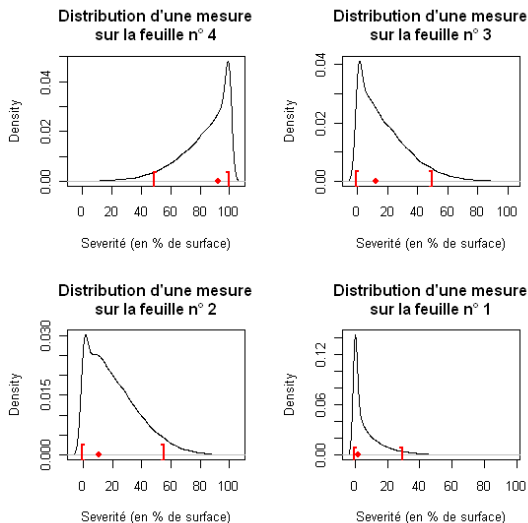 Distribution d'une mesure
sur la feuille n° 4
Density
0.00 0.02 0.04
0 20 40 60 80 100
Severité (en % de surface)
Distribution d'une mesure
sur la feuille n° 3
Density
0.00 0.02 0.04
0 20 40 60 80 100
Severité (en % de surface)
Distribution d'une mesure
sur la feuille n° 2
Density
0.000 0.015 0.030
0 20 40 60 80 100
Severité (en % de surface)
Distribution d'une mesure
sur la feuille n° 1
Density
0.00 0.06 0.12
0 20 40 60 80 100
Severité (en % de surface)